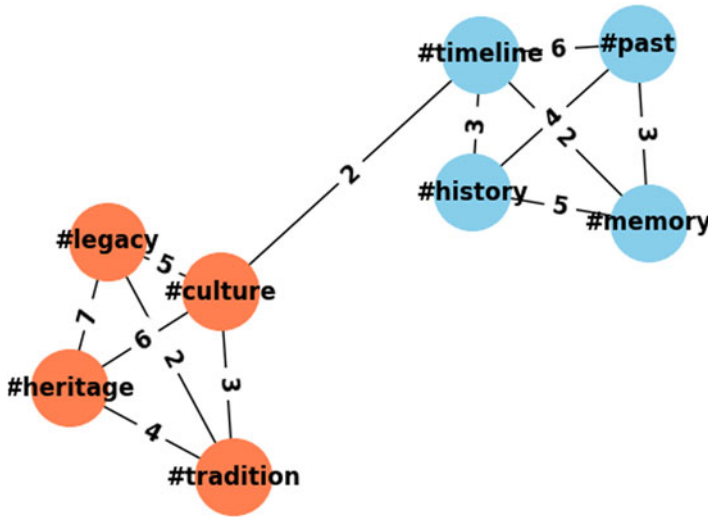 #timeline
6
#past
3
4
2
3
#history
5
#memory
2
#legacy
5
#culture
7
6
2
3
#heritage
4
#tradition